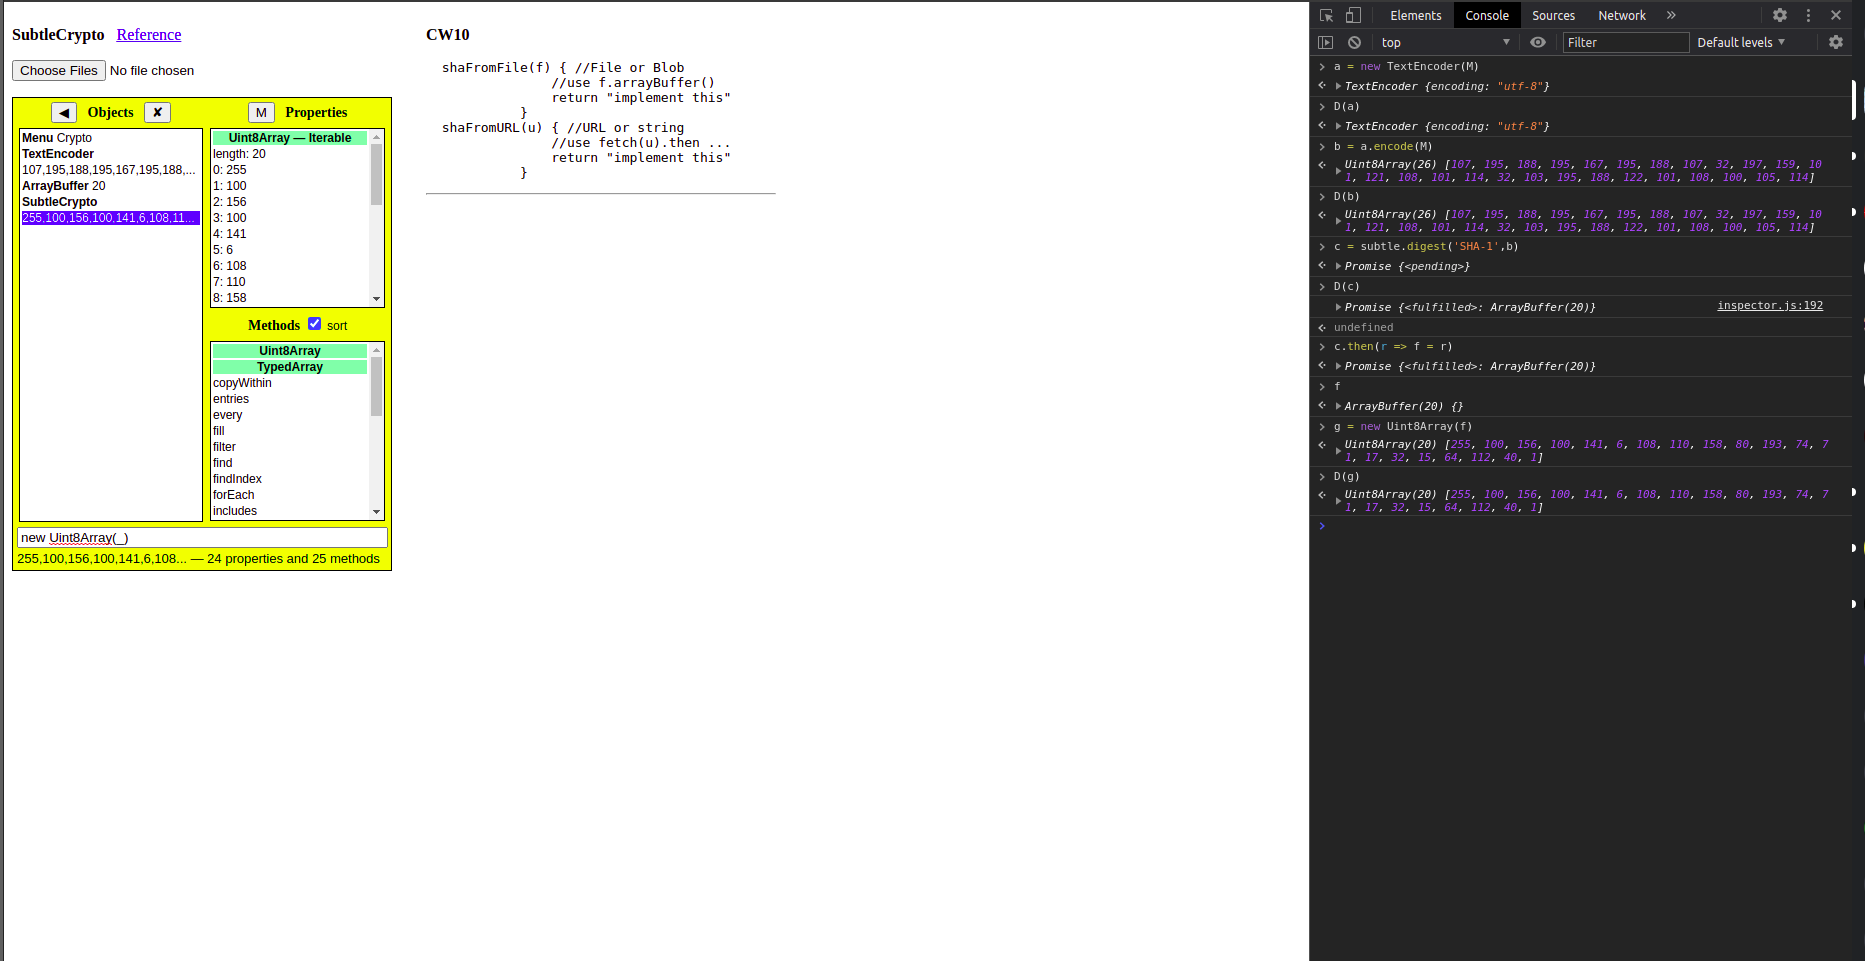 SubtleCrypto Reference
Choose Files No file chosen
◀ Objects ✘ M Properties
Menu Crypto
TextEncoder
107,195,188,195,167,195,188,...
ArrayBuffer 20
SubtleCrypto
255,100,156,100,141,6,108,11...
Uint8Array — Iterable
length: 20
0: 255
1: 100
2: 156
3: 100
4: 141
5: 6
6: 108
7: 110
8: 158
Methods sort
Uint8Array
TypedArray
copyWithin
entries
every
fill
filter
find
findIndex
forEach
includes
new Uint8Array(_)
255,100,156,100,141,6,108... — 24 properties and 25 methods
CW10
shaFromFile(f) { //File or Blob
//use f.arrayBuffer()
return "implement this"
}
shaFromURL(u) { //URL or string
//use fetch(u).then ...
return "implement this"
}
Elements Console Sources Network »
top Filter Default levels
a = new TextEncoder(M)
TextEncoder {encoding: "utf-8"}
D(a)
TextEncoder {encoding: "utf-8"}
b = a.encode(M)
Uint8Array(26) [107, 195, 188, 195, 167, 195, 188, 107, 32, 197, 159, 10
1, 121, 108, 101, 114, 32, 103, 195, 188, 122, 101, 108, 100, 105, 114]
D(b)
Uint8Array(26) [107, 195, 188, 195, 167, 195, 188, 107, 32, 197, 159, 10
1, 121, 108, 101, 114, 32, 103, 195, 188, 122, 101, 108, 100, 105, 114]
c = subtle.digest('SHA-1',b)
Promise {<pending>}
D(c)
Promise {<fulfilled>: ArrayBuffer(20)} inspector.js:192
undefined
c.then(r => f = r)
Promise {<fulfilled>: ArrayBuffer(20)}
f
ArrayBuffer(20) {}
g = new Uint8Array(f)
Uint8Array(20) [255, 100, 156, 100, 141, 6, 108, 110, 158, 80, 193, 74, 7
1, 17, 32, 15, 64, 112, 40, 1]
D(g)
Uint8Array(20) [255, 100, 156, 100, 141, 6, 108, 110, 158, 80, 193, 74, 7
1, 17, 32, 15, 64, 112, 40, 1]